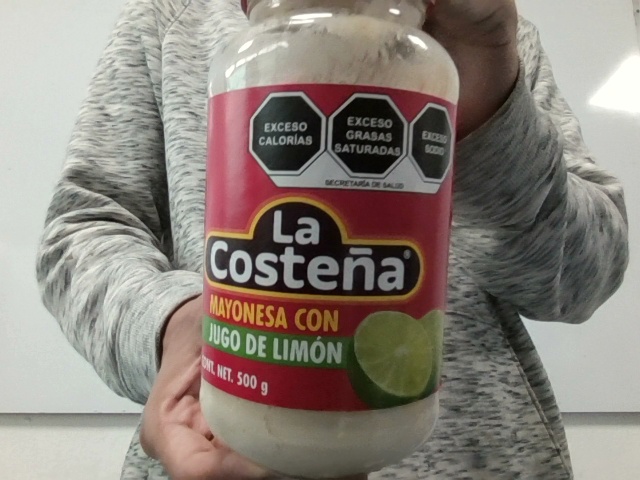 EXCESO
CALORÍAS
EXCESO
GRASAS
SATURADAS
EXCESO
SODIO
SECRETARÍA DE SALUD
La
Costeña®
MAYONESA CON
JUGO DE LIMÓN
CONT. NET. 500 g